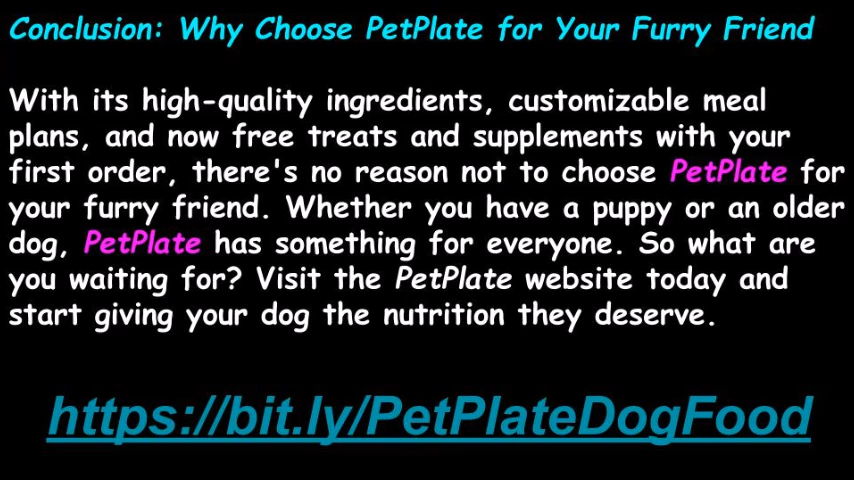 Conclusion: Why Choose PetPlate for Your Furry Friend
With its high-quality ingredients, customizable meal
plans, and now free treats and supplements with your
first order, there's no reason not to choose PetPlate for
your furry friend. Whether you have a puppy or an older
dog, PetPlate has something for everyone. So what are
you waiting for? Visit the PetPlate website today and
start giving your dog the nutrition they deserve.
https://bit.ly/PetPlateDogFood